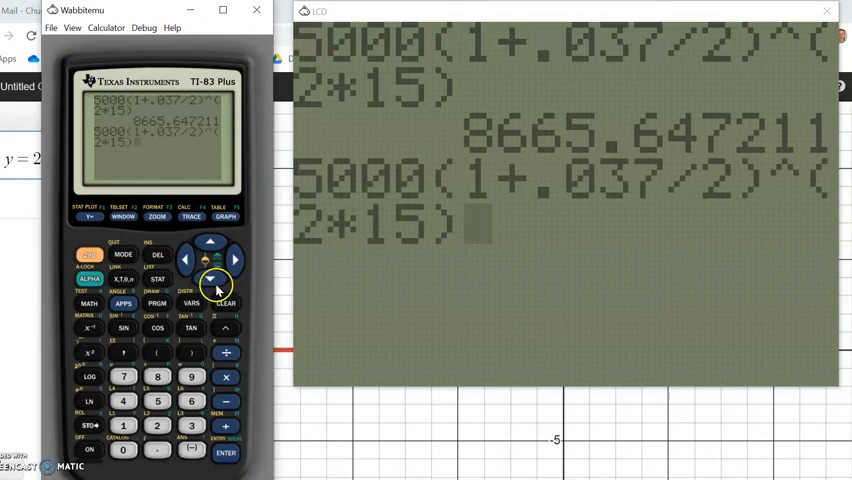 Wabbitemu
File View Calculator Debug Help
LCD
Apps
Untitled G
y = 2
TEXAS INSTRUMENTS TI-83 Plus
5000(1+.037/2)^(
2*15)
8665.647211
5000(1+.037/2)^(
2*15)
5000(1+.037/2)^(
2*15)
8665.647211
5000(1+.037/2)^(
2*15)
STAT PLOT F1 TBLSET F2 FORMAT F3 CALC F4 TABLE F5
Y= WINDOW ZOOM TRACE GRAPH
QUIT INS
2nd MODE DEL
A-LOCK LINK LIST
ALPHA X,T,Θ,n STAT
TEST A ANGLE B DRAW C DISTR
MATH APPS PRGM VARS CLEAR
MATRIX D SIN⁻¹ E COS⁻¹ F TAN⁻¹ G π H
x⁻¹ SIN COS TAN ^
x² , ( ) ÷
LOG 7 8 9 ×
LN 4 5 6 −
RCL MEM
STO→ 1 2 3 +
OFF CATALOG ANS ENTRY SOLVE
ON 0 . (−) ENTER
-5
MATIC